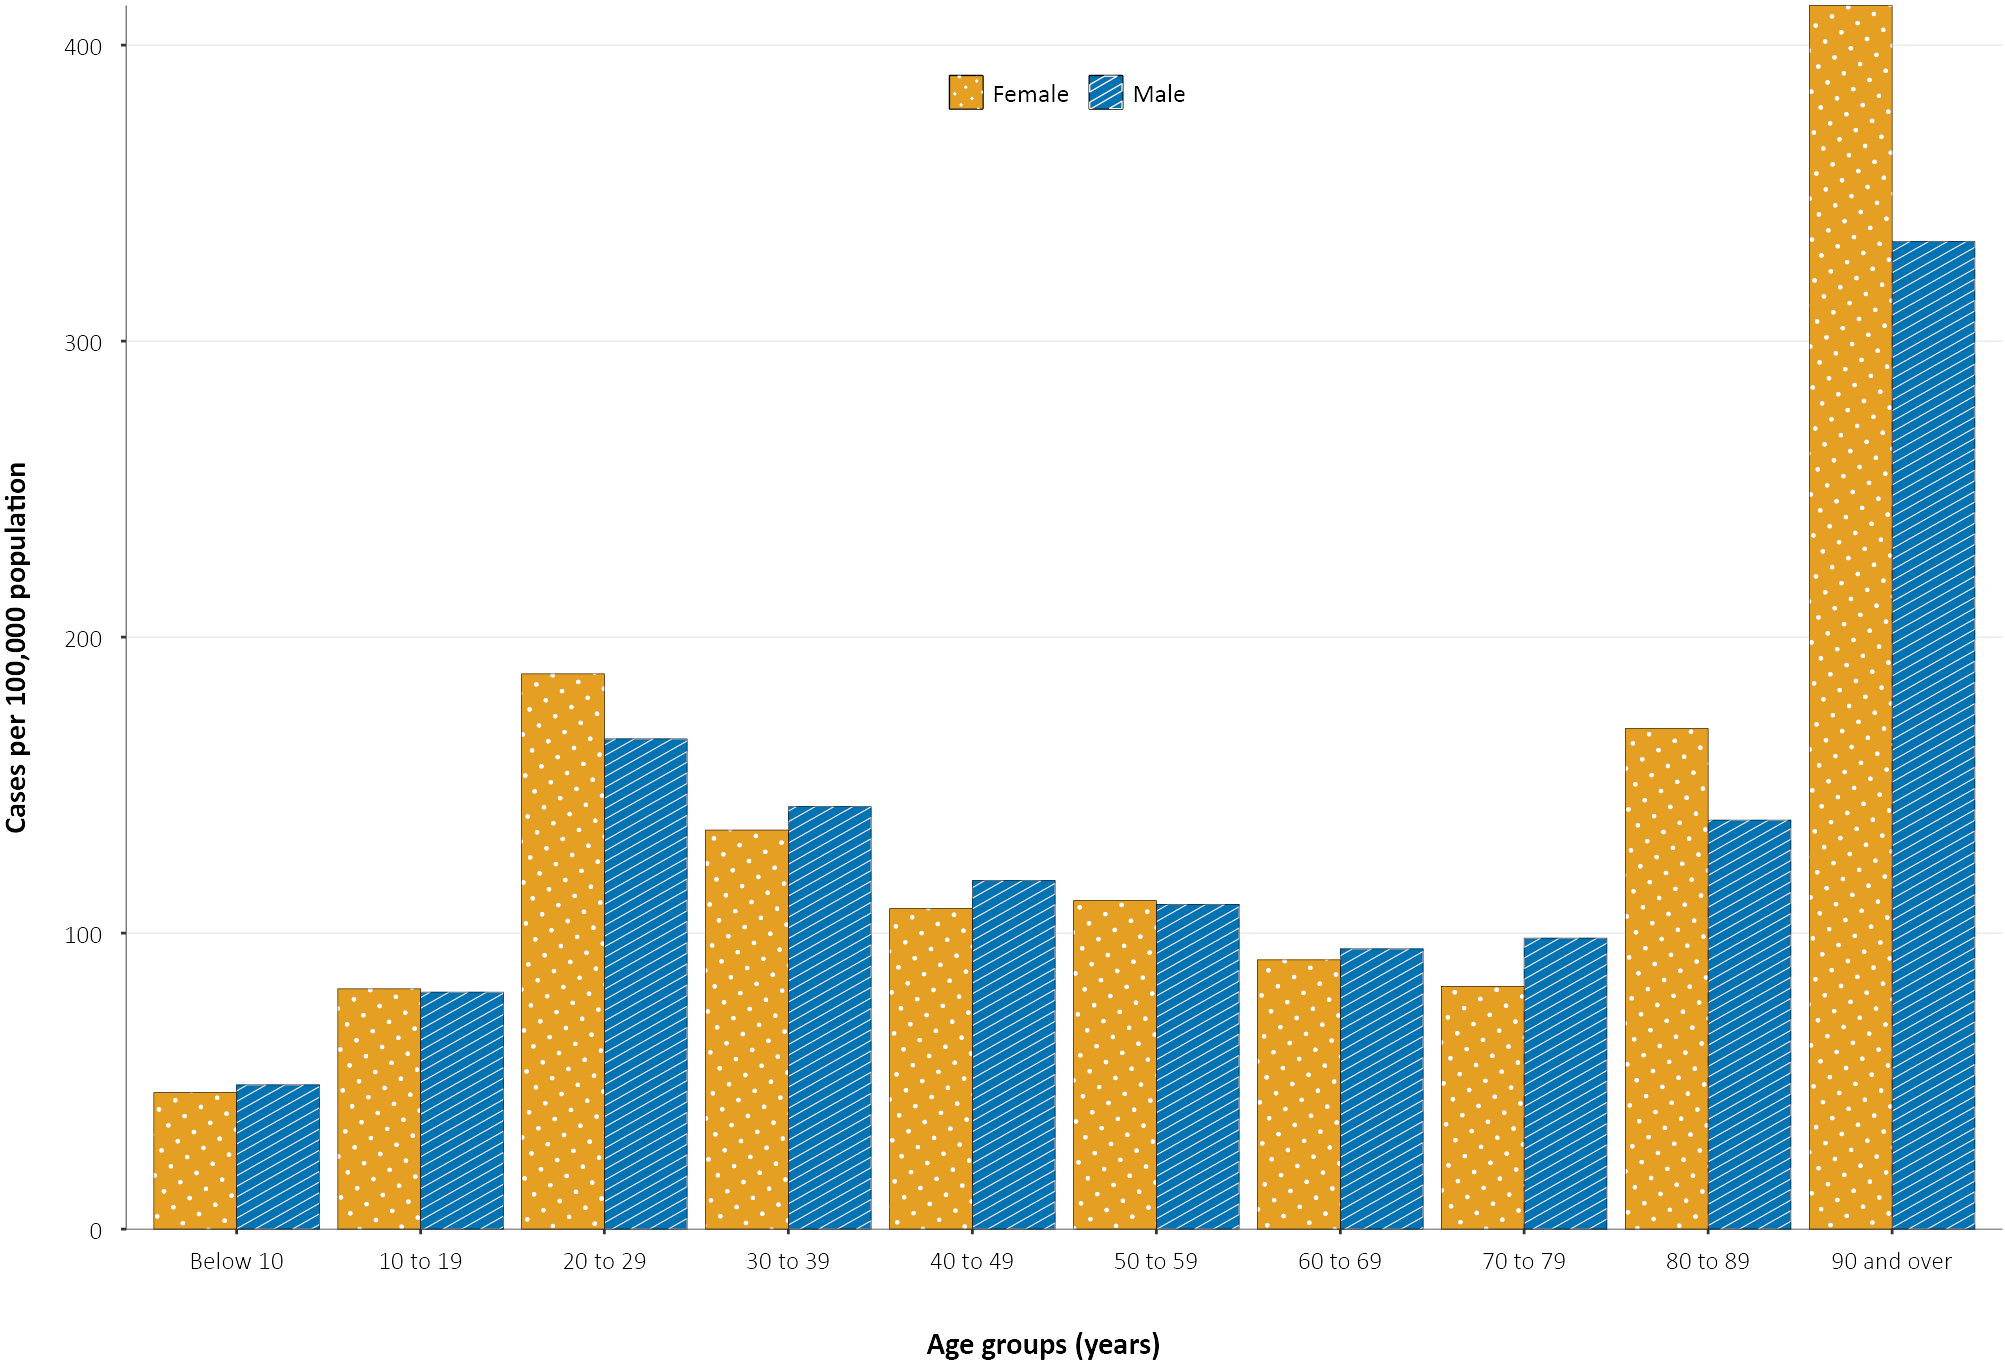 Female Male
400
300
200
100
0
Cases per 100,000 population
Below 10 10 to 19 20 to 29 30 to 39 40 to 49 50 to 59 60 to 69 70 to 79 80 to 89 90 and over
Age groups (years)